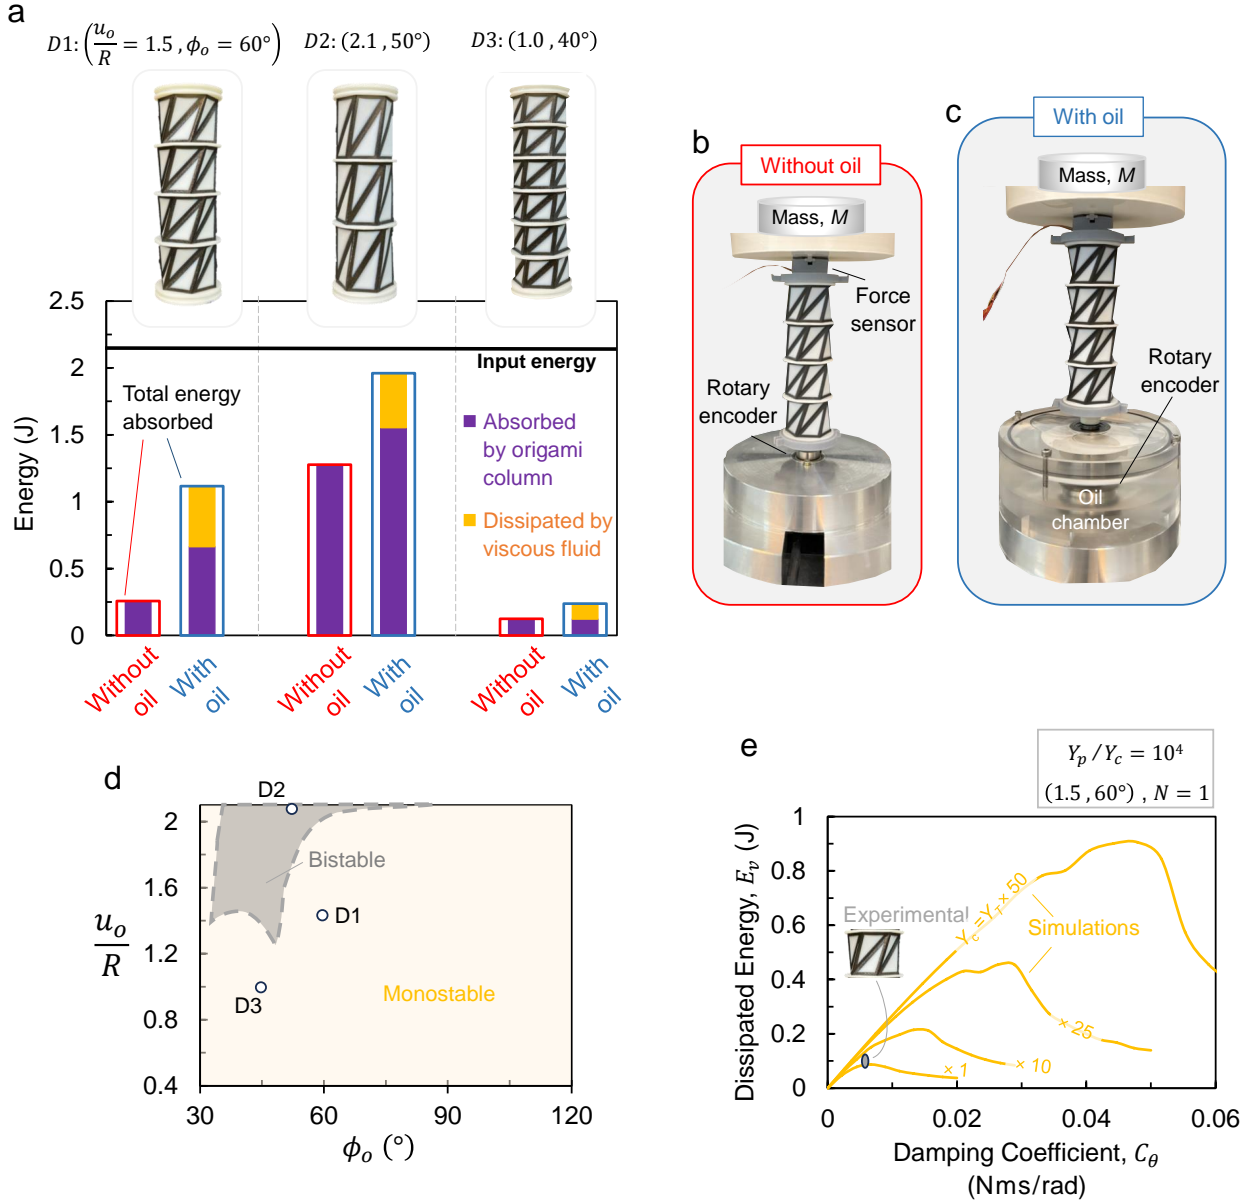 a
D1: (u_o/R = 1.5 , ϕ_o = 60°)
D2: (2.1 , 50°)
D3: (1.0 , 40°)
2.5
2
1.5
1
0.5
0
Energy (J)
Input energy
Total energy
absorbed
Absorbed
by origami
column
Dissipated by
viscous fluid
Without
oil
With
oil
Without
oil
With
oil
Without
oil
With
oil
b
Without oil
Mass, M
Force
sensor
Rotary
encoder
c
With oil
Mass, M
Rotary
encoder
Oil
chamber
d
D2
Bistable
D1
D3
Monostable
2
1.6
1.2
0.8
0.4
u_o/R
30
60
90
120
ϕ_o (°)
e
Y_p / Y_c = 10⁴
(1.5 , 60°) , N = 1
1
0.8
0.6
0.4
0.2
0
Dissipated Energy, E_v (J)
Experimental
Y_c=Y_T × 50
Simulations
× 25
× 10
× 1
0
0.02
0.04
0.06
Damping Coefficient, C_θ
(Nms/rad)